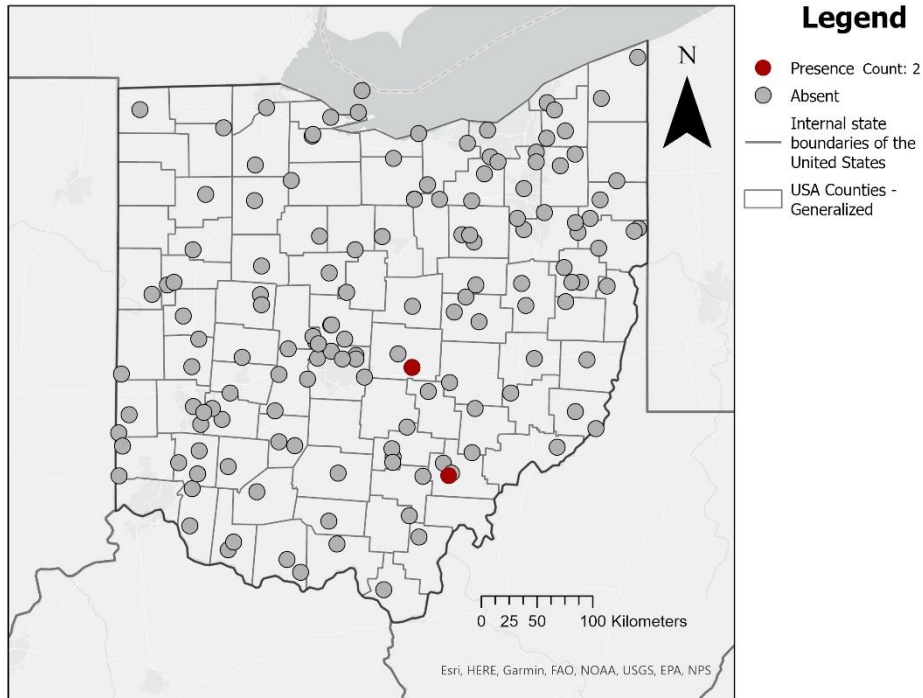 Legend
N
Presence Count: 2
Absent
Internal state
boundaries of the
United States
USA Counties -
Generalized
0 25 50 100 Kilometers
Esri, HERE, Garmin, FAO, NOAA, USGS, EPA, NPS